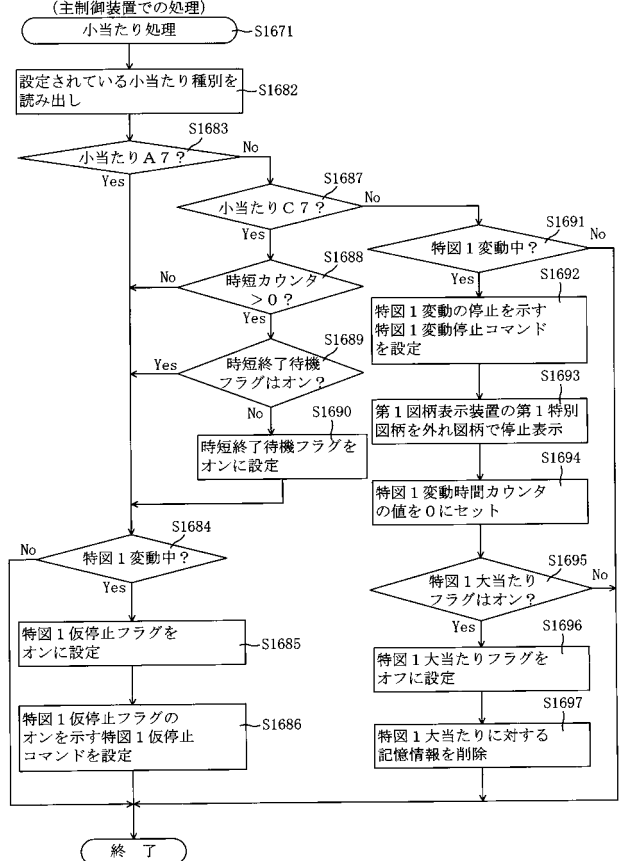 (主制御装置での処理)
小当たり処理
S1671
設定されている小当たり種別を
読み出し
S1682
S1683
小当たりA7?
No
Yes
S1687
小当たりC7?
No
Yes
S1688
時短カウンタ
>0?
No
Yes
S1689
時短終了待機
フラグはオン?
Yes
No
S1690
時短終了待機フラグを
オンに設定
S1691
特図1変動中?
No
Yes
S1692
特図1変動の停止を示す
特図1変動停止コマンド
を設定
S1693
第1図柄表示装置の第1特別
図柄を外れ図柄で停止表示
S1694
特図1変動時間カウンタ
の値を0にセット
S1695
特図1大当たり
フラグはオン?
No
Yes
S1696
特図1大当たりフラグを
オフに設定
S1697
特図1大当たりに対する
記憶情報を削除
S1684
特図1変動中?
No
Yes
特図1仮停止フラグを
オンに設定
S1685
特図1仮停止フラグの
オンを示す特図1仮停止
コマンドを設定
S1686
終 了